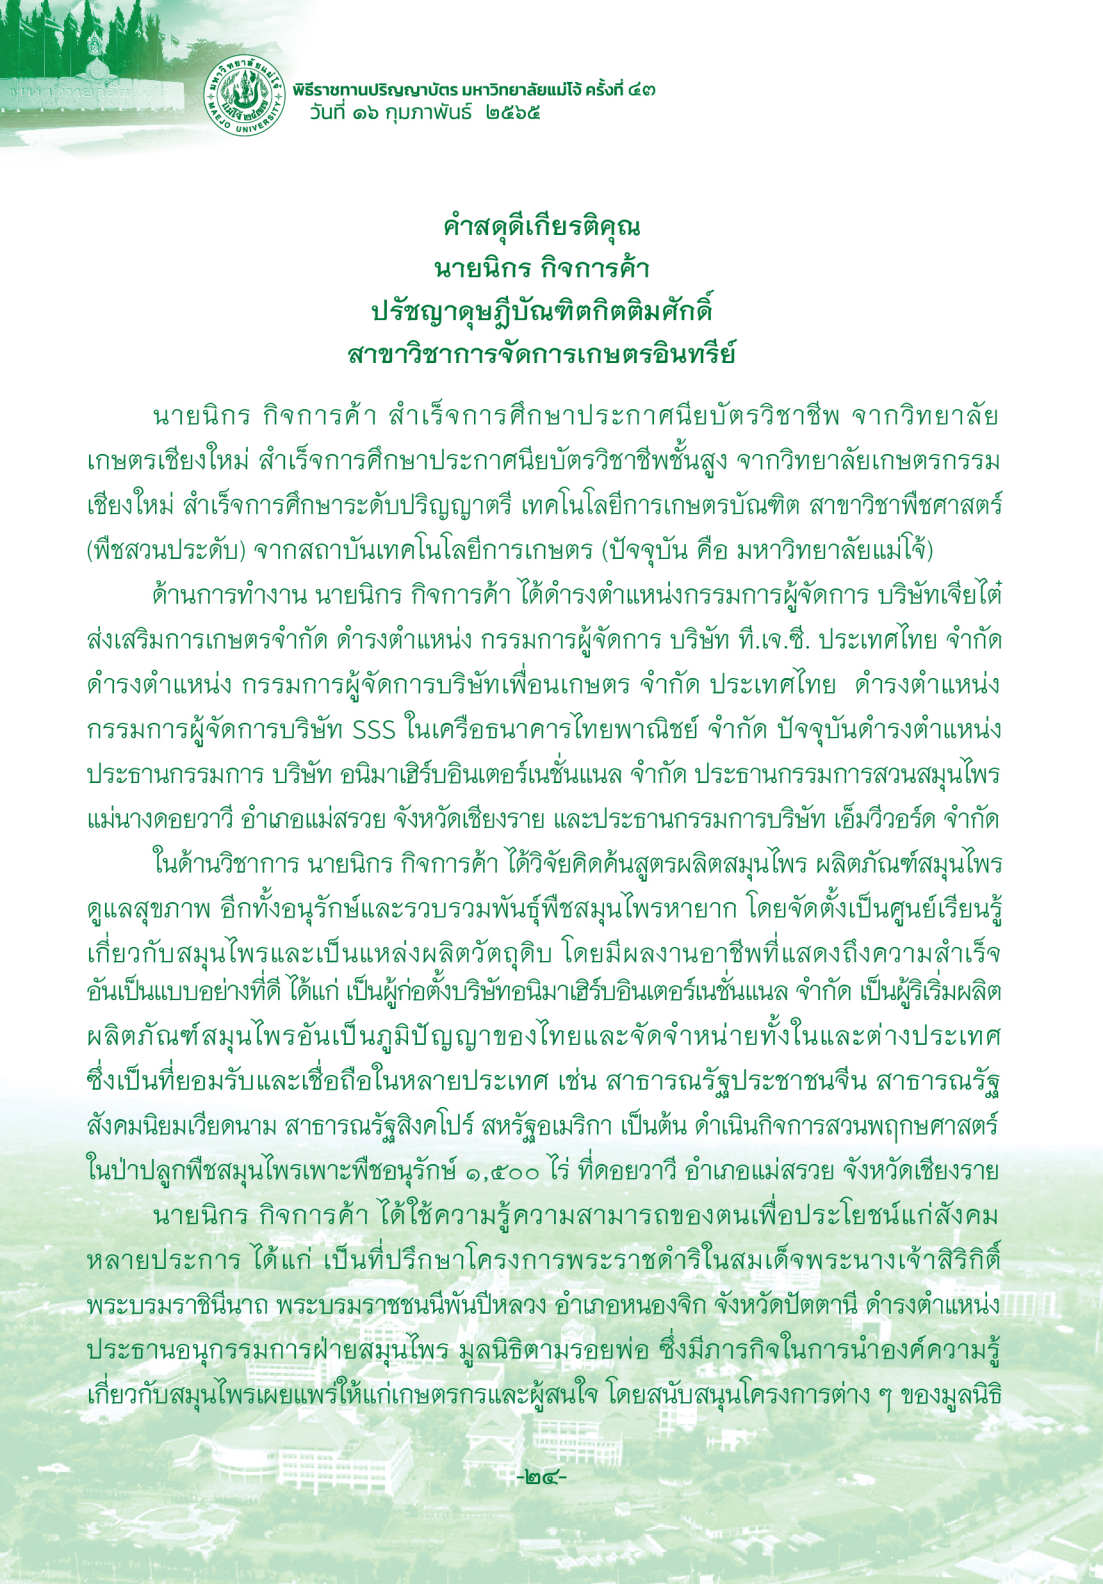 พิธีราชทานปริญญาบัตร มหาวิทยาลัยแม่โจ้ ครั้งที่ ๔๓
วันที่ ๑๖ กุมภาพันธ์ ๒๕๖๕
มหาวิทยาลัยแม่โจ้
แม่โจ้ ๒๔๗๗
MAEJO UNIVERSITY
คำสดุดีเกียรติคุณ
นายนิกร กิจการค้า
ปรัชญาดุษฎีบัณฑิตกิตติมศักดิ์
สาขาวิชาการจัดการเกษตรอินทรีย์
นายนิกร กิจการค้า สำเร็จการศึกษาประกาศนียบัตรวิชาชีพ จากวิทยาลัย
เกษตรเชียงใหม่ สำเร็จการศึกษาประกาศนียบัตรวิชาชีพชั้นสูง จากวิทยาลัยเกษตรกรรม
เชียงใหม่ สำเร็จการศึกษาระดับปริญญาตรี เทคโนโลยีการเกษตรบัณฑิต สาขาวิชาพืชศาสตร์
(พืชสวนประดับ) จากสถาบันเทคโนโลยีการเกษตร (ปัจจุบัน คือ มหาวิทยาลัยแม่โจ้)
ด้านการทำงาน นายนิกร กิจการค้า ได้ดำรงตำแหน่งกรรมการผู้จัดการ บริษัทเจียไต๋
ส่งเสริมการเกษตรจำกัด ดำรงตำแหน่ง กรรมการผู้จัดการ บริษัท ที.เจ.ซี. ประเทศไทย จำกัด
ดำรงตำแหน่ง กรรมการผู้จัดการบริษัทเพื่อนเกษตร จำกัด ประเทศไทย ดำรงตำแหน่ง
กรรมการผู้จัดการบริษัท SSS ในเครือธนาคารไทยพาณิชย์ จำกัด ปัจจุบันดำรงตำแหน่ง
ประธานกรรมการ บริษัท อนิมาเฮิร์บอินเตอร์เนชั่นแนล จำกัด ประธานกรรมการสวนสมุนไพร
แม่นางดอยวาวี อำเภอแม่สรวย จังหวัดเชียงราย และประธานกรรมการบริษัท เอ็มวีวอร์ด จำกัด
ในด้านวิชาการ นายนิกร กิจการค้า ได้วิจัยคิดค้นสูตรผลิตสมุนไพร ผลิตภัณฑ์สมุนไพร
ดูแลสุขภาพ อีกทั้งอนุรักษ์และรวบรวมพันธุ์พืชสมุนไพรหายาก โดยจัดตั้งเป็นศูนย์เรียนรู้
เกี่ยวกับสมุนไพรและเป็นแหล่งผลิตวัตถุดิบ โดยมีผลงานอาชีพที่แสดงถึงความสำเร็จ
อันเป็นแบบอย่างที่ดี ได้แก่ เป็นผู้ก่อตั้งบริษัทอนิมาเฮิร์บอินเตอร์เนชั่นแนล จำกัด เป็นผู้ริเริ่มผลิต
ผลิตภัณฑ์สมุนไพรอันเป็นภูมิปัญญาของไทยและจัดจำหน่ายทั้งในและต่างประเทศ
ซึ่งเป็นที่ยอมรับและเชื่อถือในหลายประเทศ เช่น สาธารณรัฐประชาชนจีน สาธารณรัฐ
สังคมนิยมเวียดนาม สาธารณรัฐสิงคโปร์ สหรัฐอเมริกา เป็นต้น ดำเนินกิจการสวนพฤกษศาสตร์
ในป่าปลูกพืชสมุนไพรเพาะพืชอนุรักษ์ ๑,๕๐๐ ไร่ ที่ดอยวาวี อำเภอแม่สรวย จังหวัดเชียงราย
นายนิกร กิจการค้า ได้ใช้ความรู้ความสามารถของตนเพื่อประโยชน์แก่สังคม
หลายประการ ได้แก่ เป็นที่ปรึกษาโครงการพระราชดำริในสมเด็จพระนางเจ้าสิริกิติ์
พระบรมราชินีนาถ พระบรมราชชนนีพันปีหลวง อำเภอหนองจิก จังหวัดปัตตานี ดำรงตำแหน่ง
ประธานอนุกรรมการฝ่ายสมุนไพร มูลนิธิตามรอยพ่อ ซึ่งมีภารกิจในการนำองค์ความรู้
เกี่ยวกับสมุนไพรเผยแพร่ให้แก่เกษตรกรและผู้สนใจ โดยสนับสนุนโครงการต่าง ๆ ของมูลนิธิ
-๒๔-